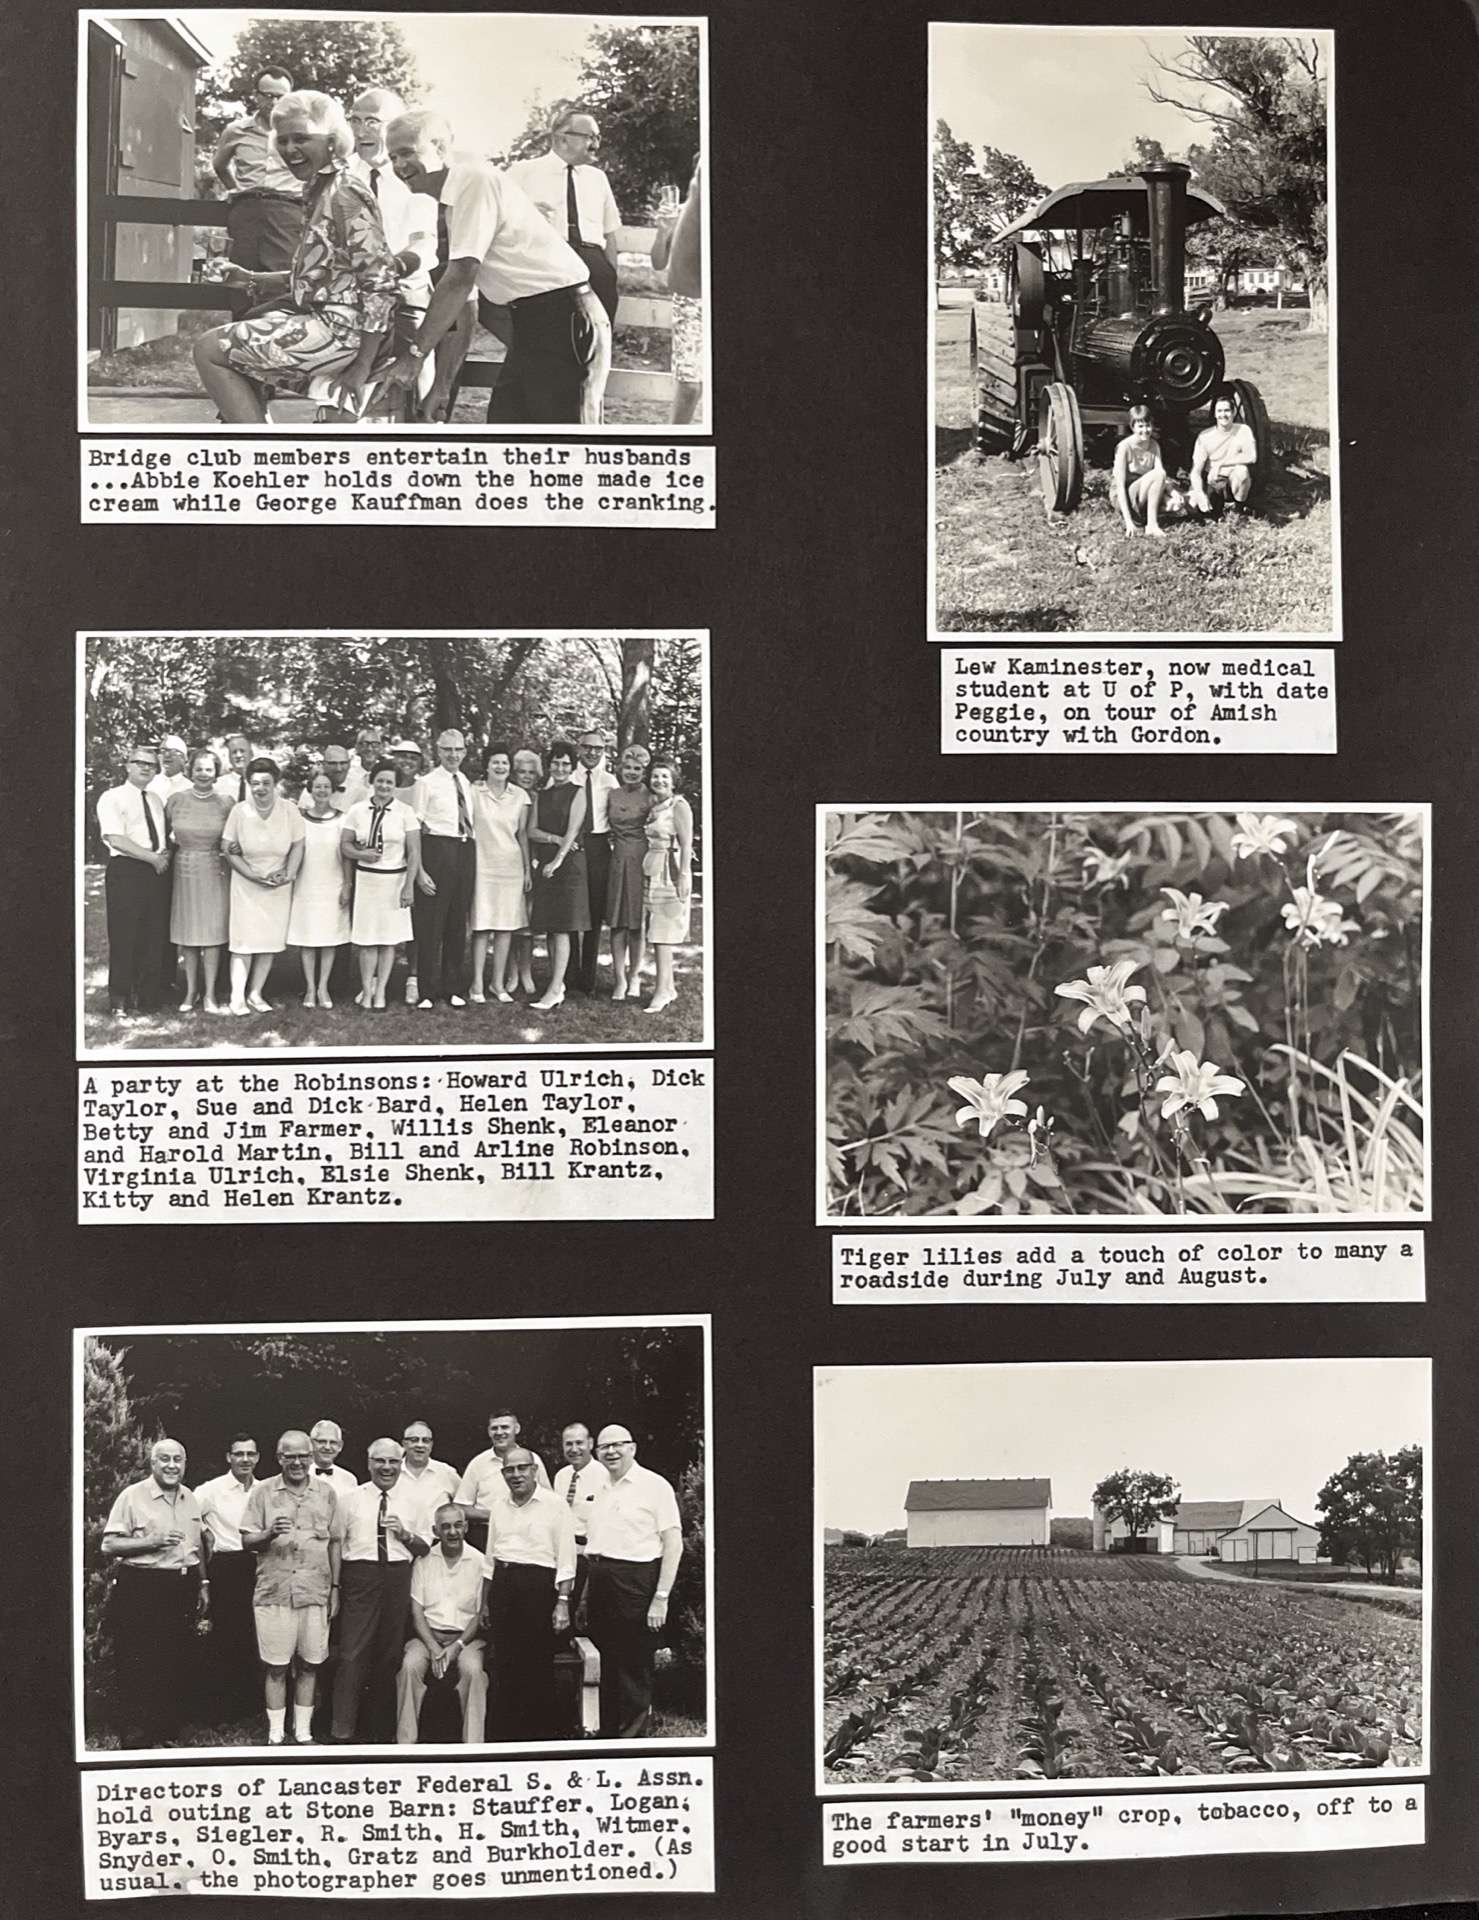 Bridge club members entertain their husbands
...Abbie Koehler holds down the home made ice
cream while George Kauffman does the cranking.
A party at the Robinsons: Howard Ulrich, Dick
Taylor, Sue and Dick Bard, Helen Taylor,
Betty and Jim Farmer, Willis Shenk, Eleanor
and Harold Martin, Bill and Arline Robinson,
Virginia Ulrich, Elsie Shenk, Bill Krantz,
Kitty and Helen Krantz.
Directors of Lancaster Federal S. & L. Assn.
hold outing at Stone Barn: Stauffer, Logan,
Byars, Siegler, R. Smith, H. Smith, Witmer,
Snyder, O. Smith, Gratz and Burkholder. (As
usual, the photographer goes unmentioned.)
Lew Kaminester, now medical
student at U of P, with date
Peggie, on tour of Amish
country with Gordon.
Tiger lilies add a touch of color to many a
roadside during July and August.
The farmers' "money" crop, tobacco, off to a
good start in July.